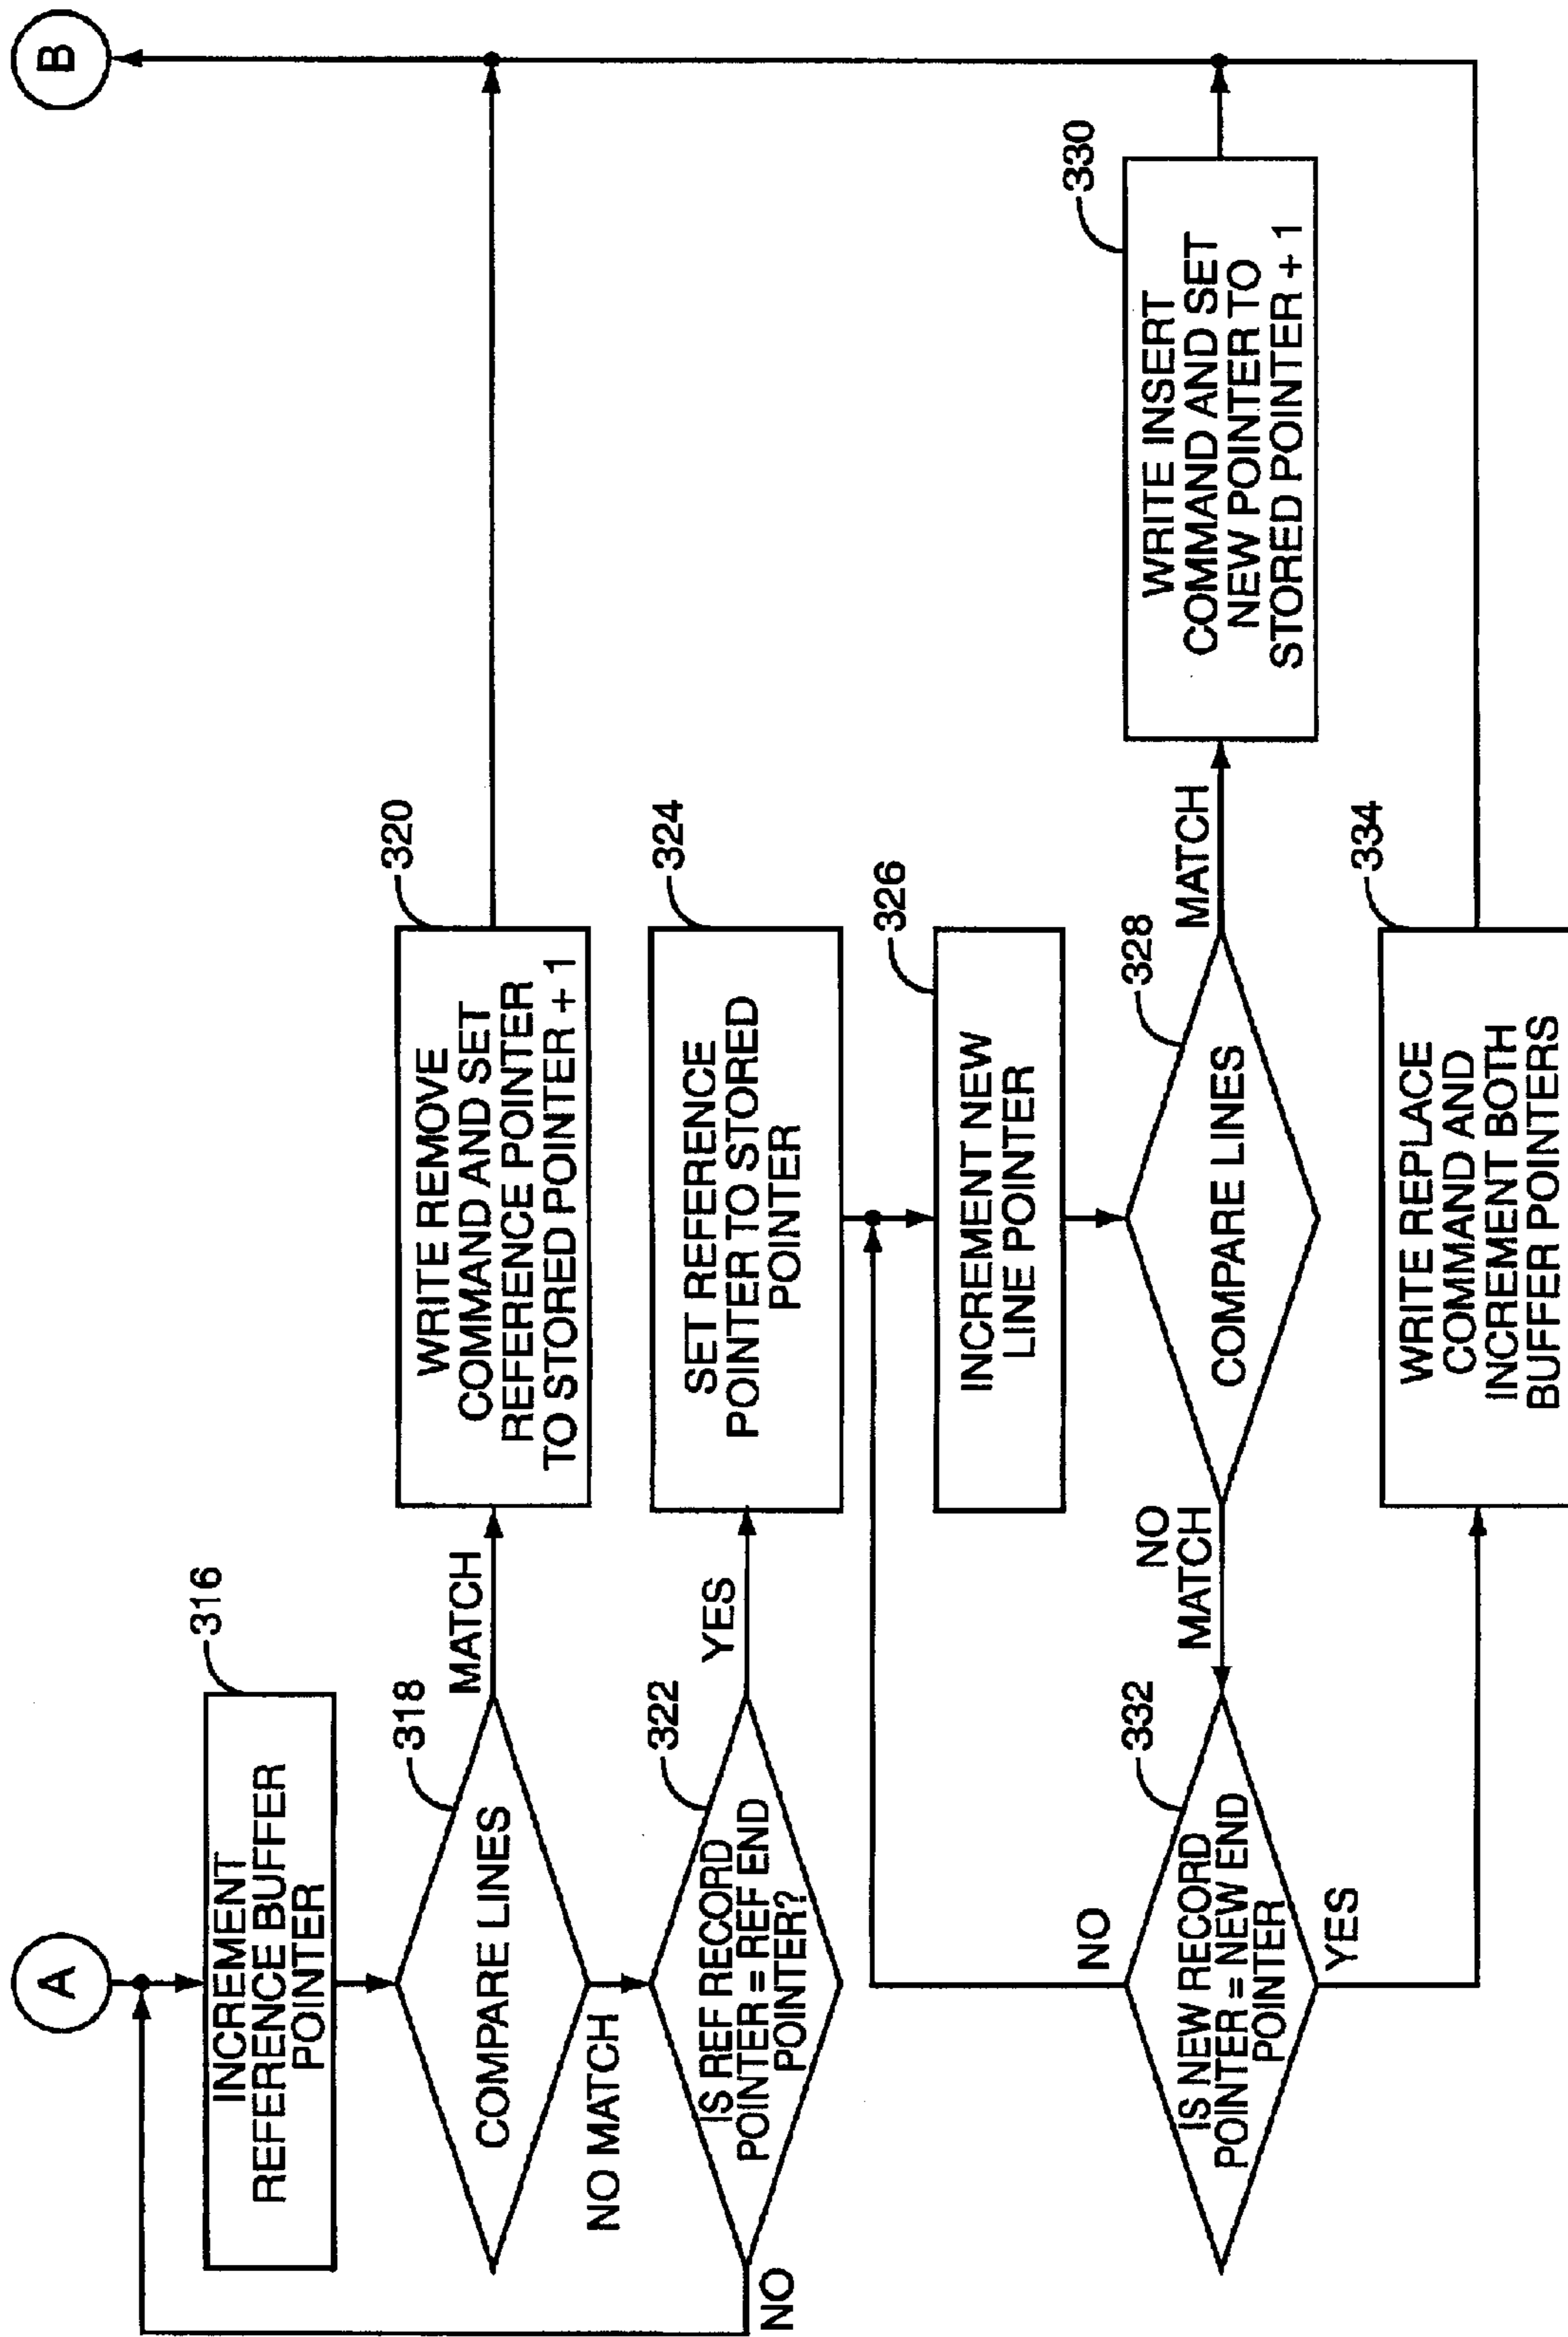 A
B
INCREMENT
REFERENCE BUFFER
POINTER
316
COMPARE LINES
318
MATCH
NO MATCH
WRITE REMOVE
COMMAND AND SET
REFERENCE POINTER
TO STORED POINTER + 1
320
IS REF RECORD
POINTER = REF END
POINTER?
322
YES
NO
SET REFERENCE
POINTER TO STORED
POINTER
324
INCREMENT NEW
LINE POINTER
326
COMPARE LINES
328
MATCH
NO
MATCH
WRITE INSERT
COMMAND AND SET
NEW POINTER TO
STORED POINTER + 1
330
IS NEW RECORD
POINTER = NEW END
POINTER
332
NO
YES
WRITE REPLACE
COMMAND AND
INCREMENT BOTH
BUFFER POINTERS
334